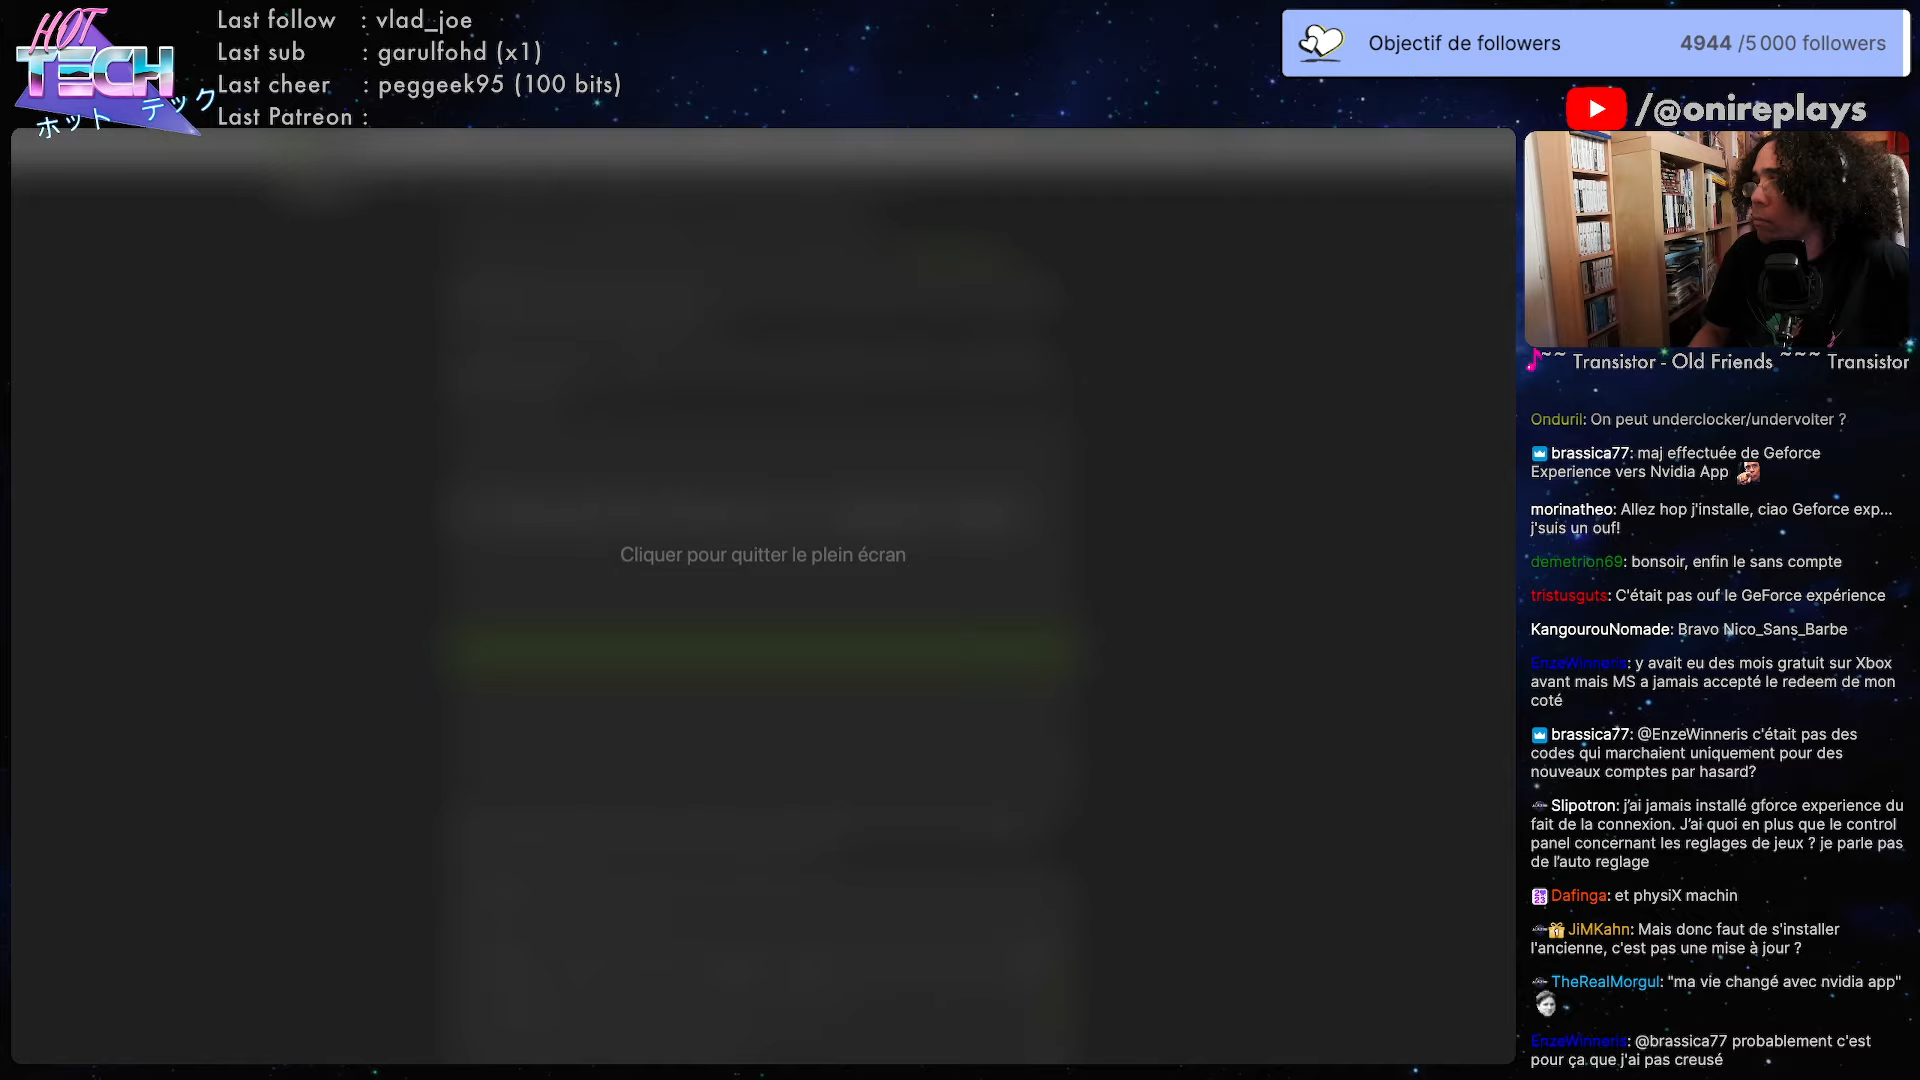 HOT
TECH
ホット テック
Last follow : vlad_joe
Last sub : garulfohd (x1)
Last cheer : peggeek95 (100 bits)
Last Patreon :
Objectif de followers 4944 /5 000 followers
/@onireplays
~~ Transistor - Old Friends ~~~ Transistor
Cliquer pour quitter le plein écran
Onduril: On peut underclocker/undervolter ?
brassica77: maj effectuée de Geforce
Experience vers Nvidia App
morinatheo: Allez hop j'installe, ciao Geforce exp...
j'suis un ouf!
demetrion69: bonsoir, enfin le sans compte
tristusguts: C'était pas ouf le GeForce expérience
KangourouNomade: Bravo Nico_Sans_Barbe
EnzeWinneris: y avait eu des mois gratuit sur Xbox
avant mais MS a jamais accepté le redeem de mon
coté
brassica77: @EnzeWinneris c'était pas des
codes qui marchaient uniquement pour des
nouveaux comptes par hasard?
Slipotron: j'ai jamais installé gforce experience du
fait de la connexion. J'ai quoi en plus que le control
panel concernant les reglages de jeux ? je parle pas
de l'auto reglage
Dafinga: et physiX machin
JiMKahn: Mais donc faut de s'installer
l'ancienne, c'est pas une mise à jour ?
TheRealMorgul: "ma vie changé avec nvidia app"
EnzeWinneris: @brassica77 probablement c'est
pour ça que j'ai pas creusé